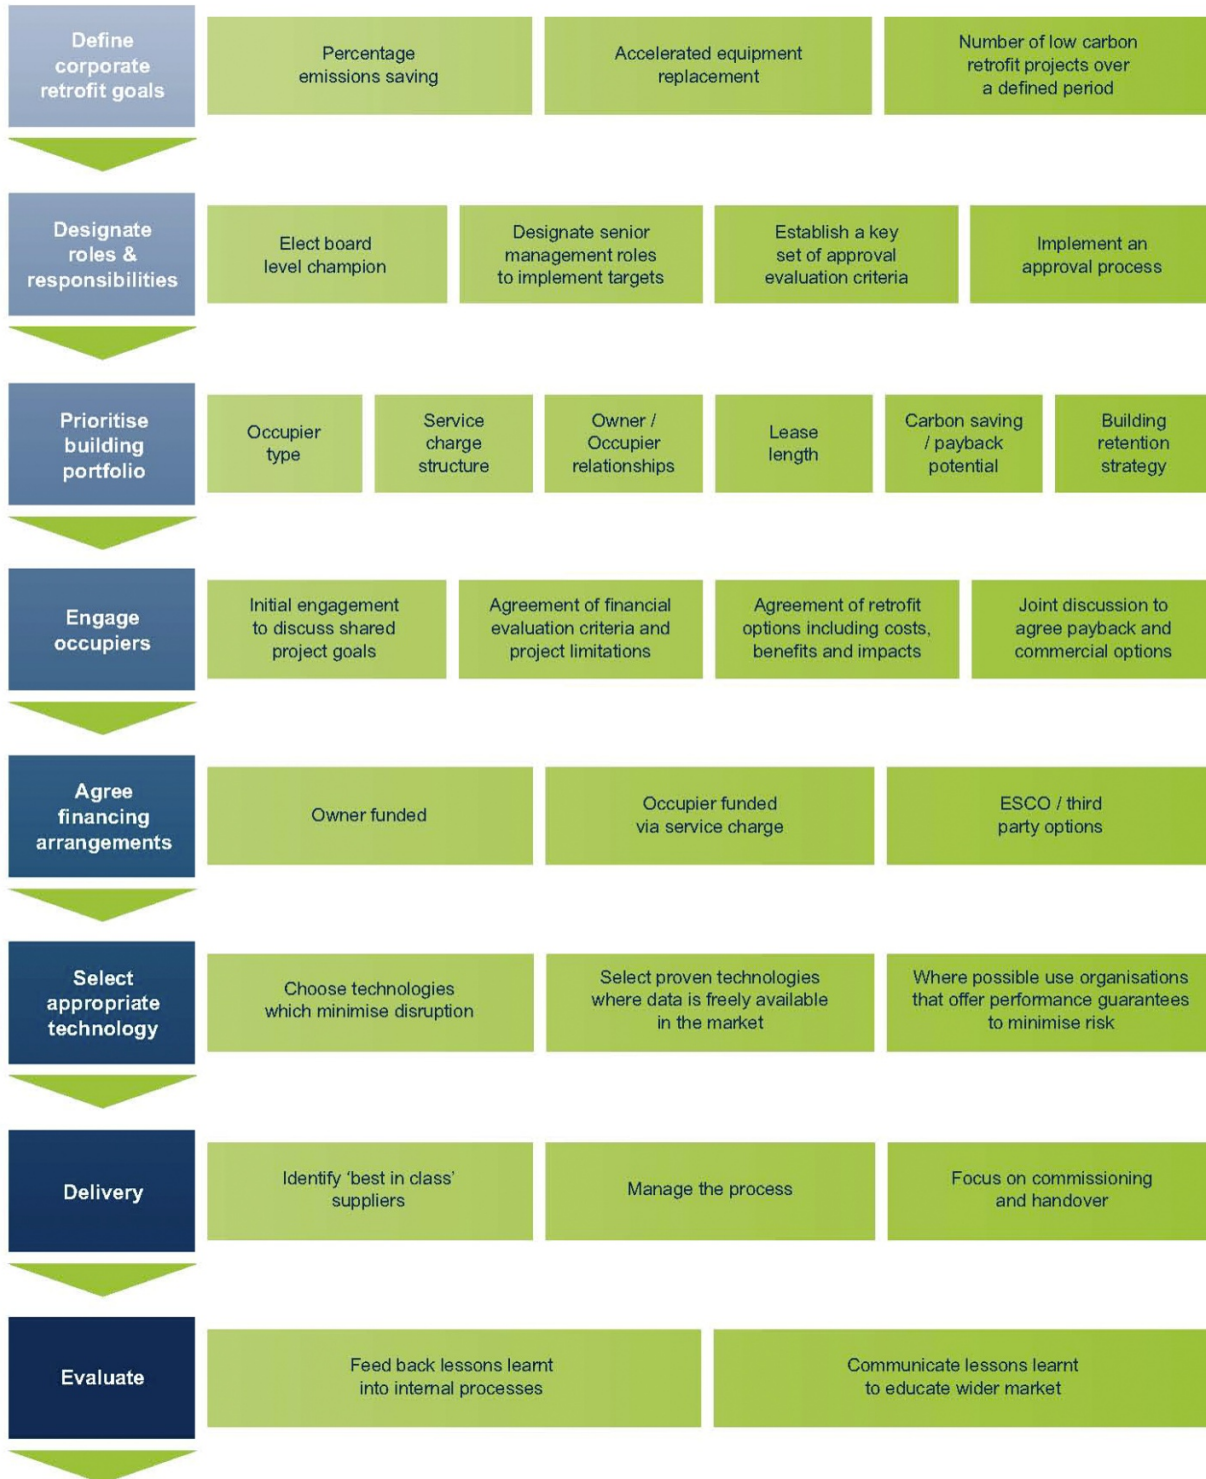 Define
corporate
retrofit goals
Percentage
emissions saving
Accelerated equipment
replacement
Number of low carbon
retrofit projects over
a defined period
Designate
roles &
responsibilities
Elect board
level champion
Designate senior
management roles
to implement targets
Establish a key
set of approval
evaluation criteria
Implement an
approval process
Prioritise
building
portfolio
Occupier
type
Service
charge
structure
Owner /
Occupier
relationships
Lease
length
Carbon saving
/ payback
potential
Building
retention
strategy
Engage
occupiers
Initial engagement
to discuss shared
project goals
Agreement of financial
evaluation criteria and
project limitations
Agreement of retrofit
options including costs,
benefits and impacts
Joint discussion to
agree payback and
commercial options
Agree
financing
arrangements
Owner funded
Occupier funded
via service charge
ESCO / third
party options
Select
appropriate
technology
Choose technologies
which minimise disruption
Select proven technologies
where data is freely available
in the market
Where possible use organisations
that offer performance guarantees
to minimise risk
Delivery
Identify ‘best in class’
suppliers
Manage the process
Focus on commissioning
and handover
Evaluate
Feed back lessons learnt
into internal processes
Communicate lessons learnt
to educate wider market